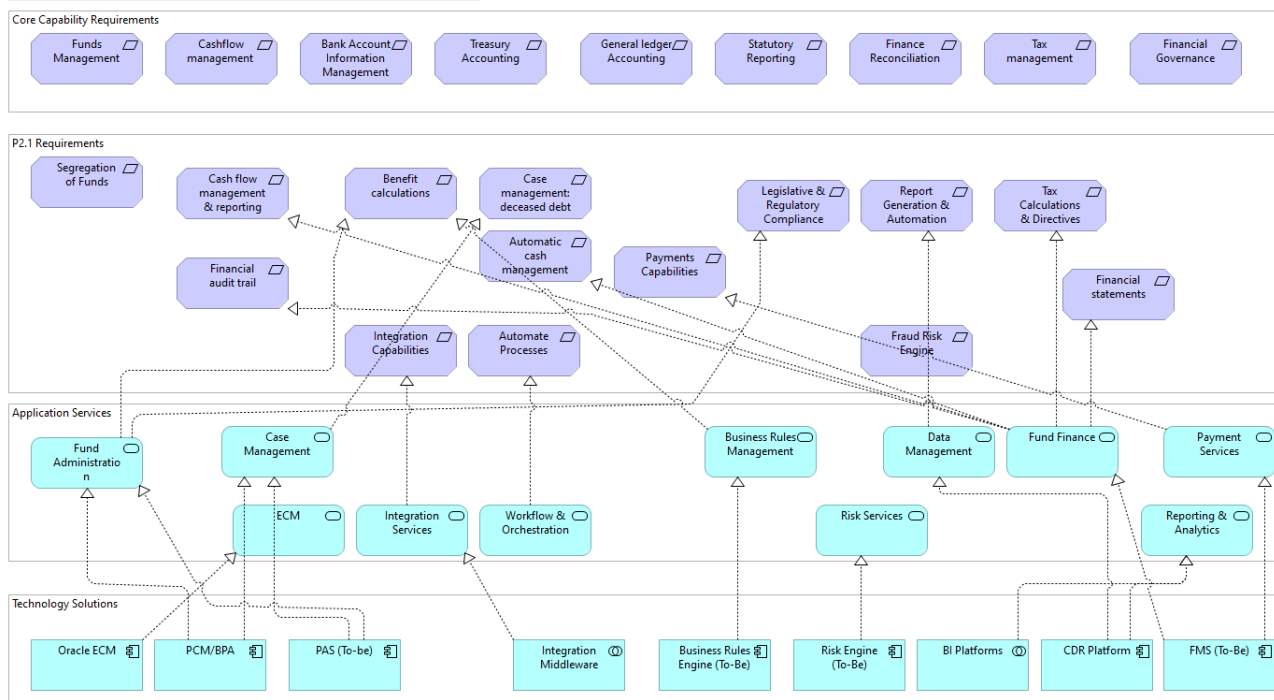 Core Capability Requirements
Funds
Management
Cashflow
management
Bank Account
Information
Management
Treasury
Accounting
General ledger
Accounting
Statutory
Reporting
Finance
Reconciliation
Tax
management
Financial
Governance
P2.1 Requirements
Segregation
of Funds
Cash flow
management
& reporting
Benefit
calculations
Case
management:
deceased debt
Legislative &
Regulatory
Compliance
Report
Generation &
Automation
Tax
Calculations
& Directives
Automatic
cash
management
Payments
Capabilities
Financial
audit trail
Financial
statements
Integration
Capabilities
Automate
Processes
Fraud Risk
Engine
Application Services
Fund
Administratio
n
Case
Management
Business Rules
Management
Data
Management
Fund Finance
Payment
Services
ECM
Integration
Services
Workflow &
Orchestration
Risk Services
Reporting &
Analytics
Technology Solutions
Oracle ECM
PCM/BPA
PAS (To-be)
Integration
Middleware
Business Rules
Engine (To-Be)
Risk Engine
(To-Be)
BI Platforms
CDR Platform
FMS (To-Be)